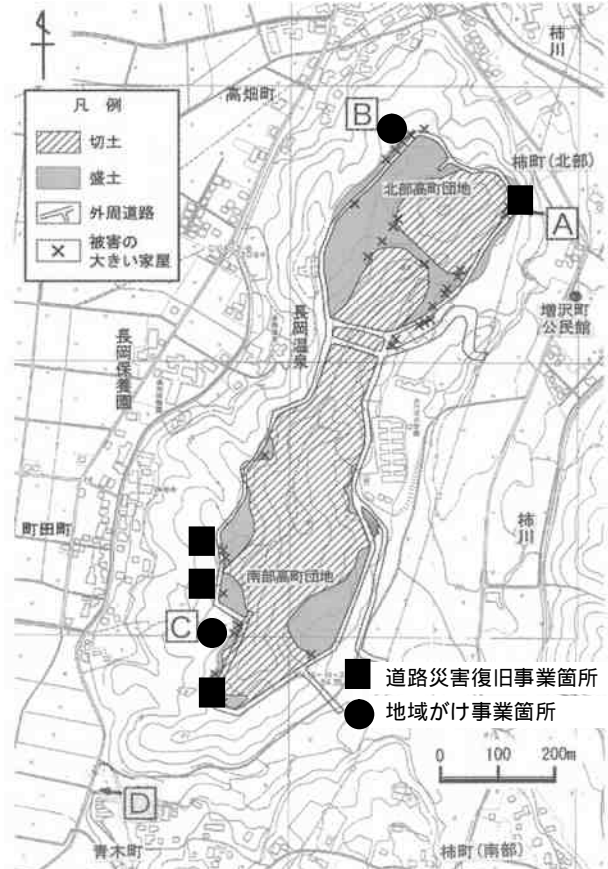 柿川
高畑町
B
柿町(北部)
凡例
切土
盛土
外周道路
被害の
大きい家屋
北部高町団地
A
増沢町
公民館
長岡温泉
長岡保養園
柿川
町田町
南部高町団地
C
道路災害復旧事業箇所
地域がけ事業箇所
0 100 200m
D
青木町
柿町(南部)